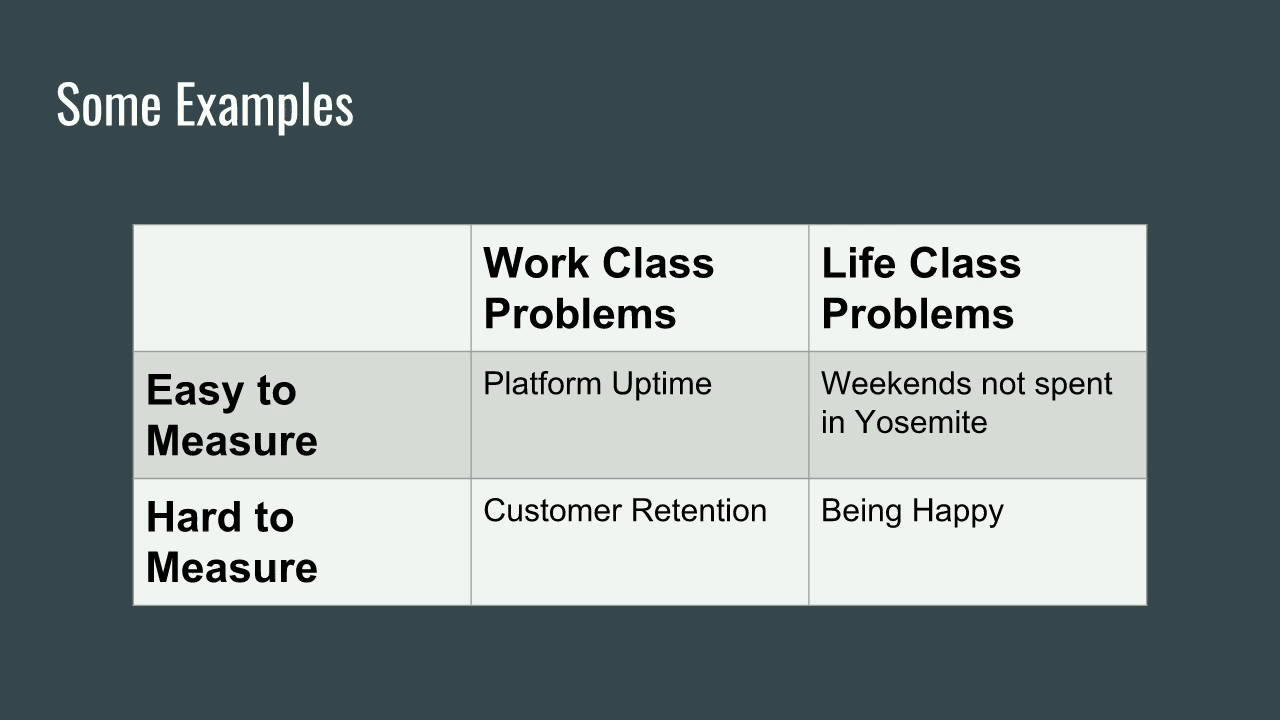 Some Examples
Work Class
Problems
Life Class
Problems
Easy to
Measure
Platform Uptime
Weekends not spent
in Yosemite
Hard to
Measure
Customer Retention
Being Happy